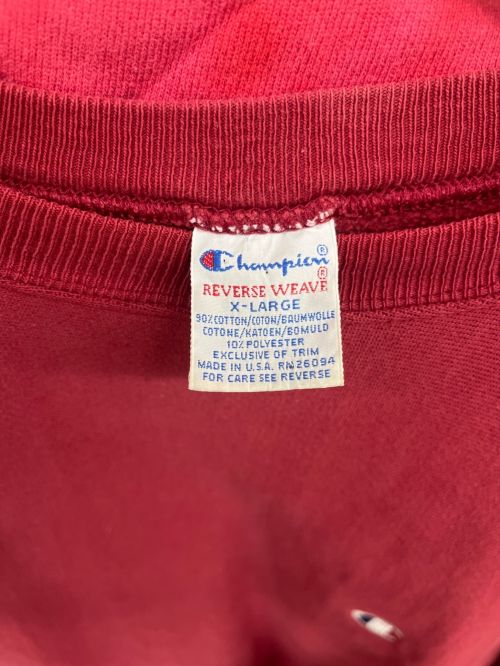 Champion®
REVERSE WEAVE®
X-LARGE
90% COTTON/COTON/BAUMWOLLE
COTONE/KATOEN/BOMULD
10% POLYESTER
EXCLUSIVE OF TRIM
MADE IN U.S.A. RN26094
FOR CARE SEE REVERSE